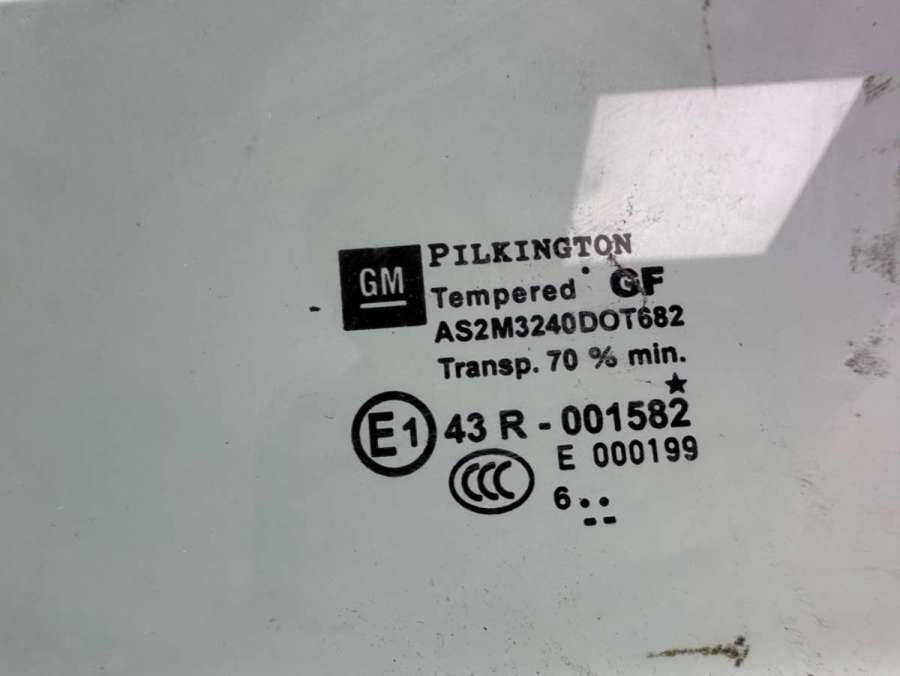 GM
PILKINGTON
Tempered GF
AS2M3240DOT682
Transp. 70 % min.
E1 43 R - 001582
CCC E 000199
6..